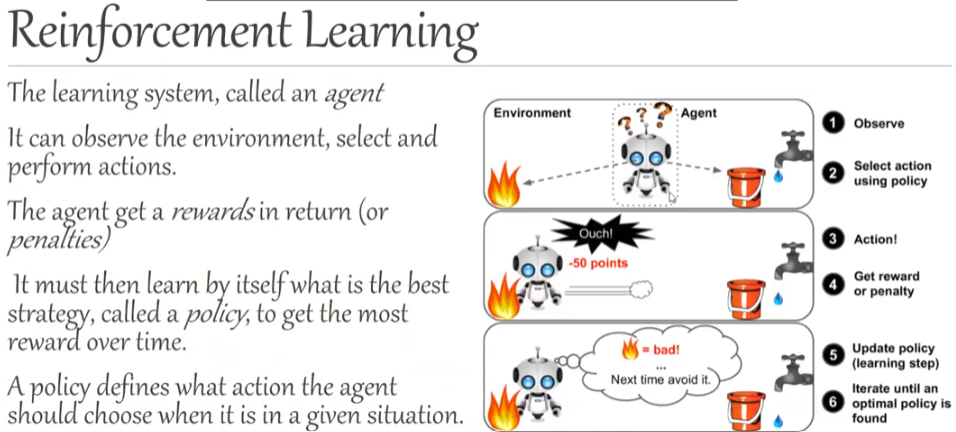 Reinforcement Learning
The learning system, called an agent
It can observe the environment, select and
perform actions.
The agent get a rewards in return (or
penalties)
It must then learn by itself what is the best
strategy, called a policy, to get the most
reward over time.
A policy defines what action the agent
should choose when it is in a given situation.
Environment
Agent
? ? ?
1 Observe
2 Select action
using policy
Ouch!
-50 points
3 Action!
4 Get reward
or penalty
= bad!
...
Next time avoid it.
5 Update policy
(learning step)
6 Iterate until an
optimal policy is
found